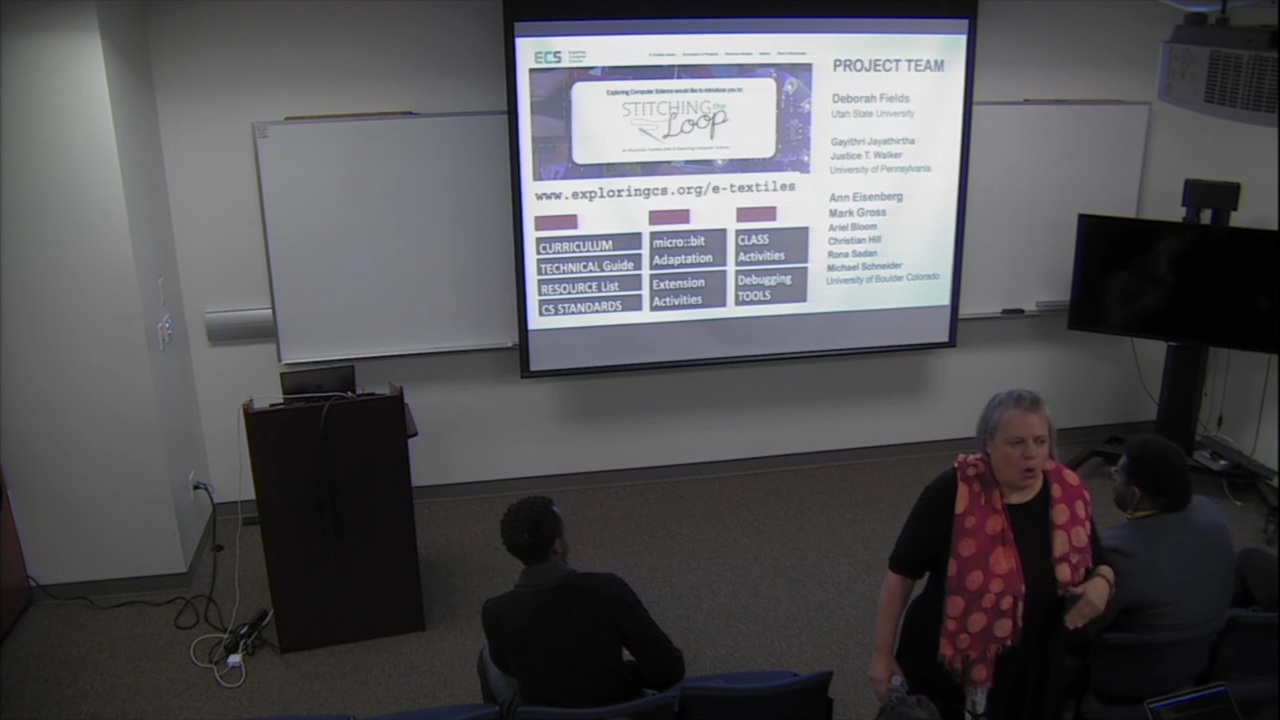 ECS Exploring Computer Science
Exploring Computer Science would like to introduce you to:
STITCHING the
Loop
www.exploringcs.org/e-textiles
CURRICULUM
TECHNICAL Guide
RESOURCE List
CS STANDARDS
micro::bit
Adaptation
Extension
Activities
CLASS
Activities
Debugging
TOOLS
PROJECT TEAM
Deborah Fields
Utah State University
Gayithri Jayathirtha
Justice T. Walker
University of Pennsylvania
Ann Eisenberg
Mark Gross
Ariel Bloom
Christian Hill
Rona Sadan
Michael Schneider
University of Boulder Colorado